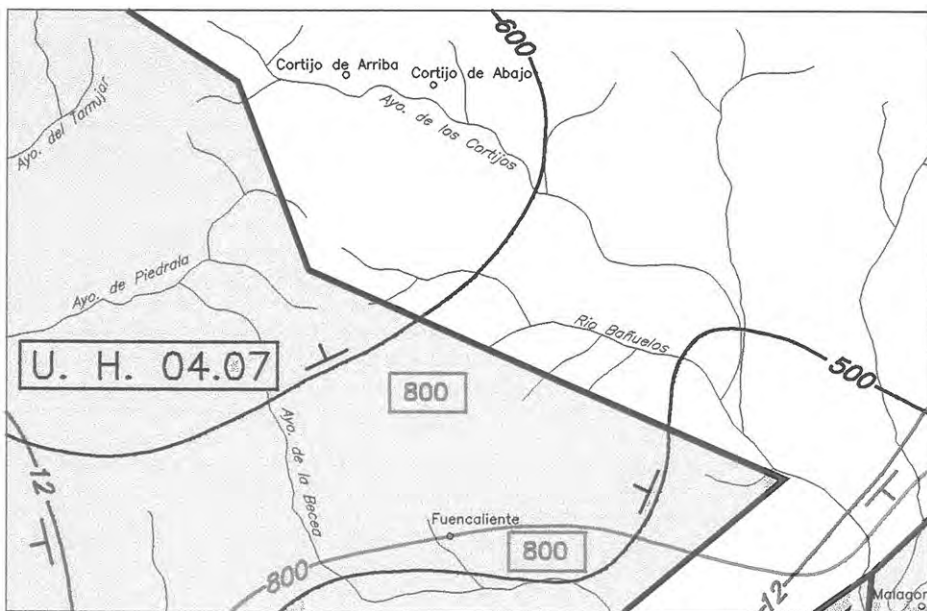 600
Cortijo de Arriba
Cortijo de Abajo
Ayo. de los Cortijos
Ayo. del Tamujar
Ayo. de Piedrala
Rio Bañuelos
U. H. 04.07
800
500
Ayo. de la Becea
12
Fuencaliente
800
800
12
Malagon